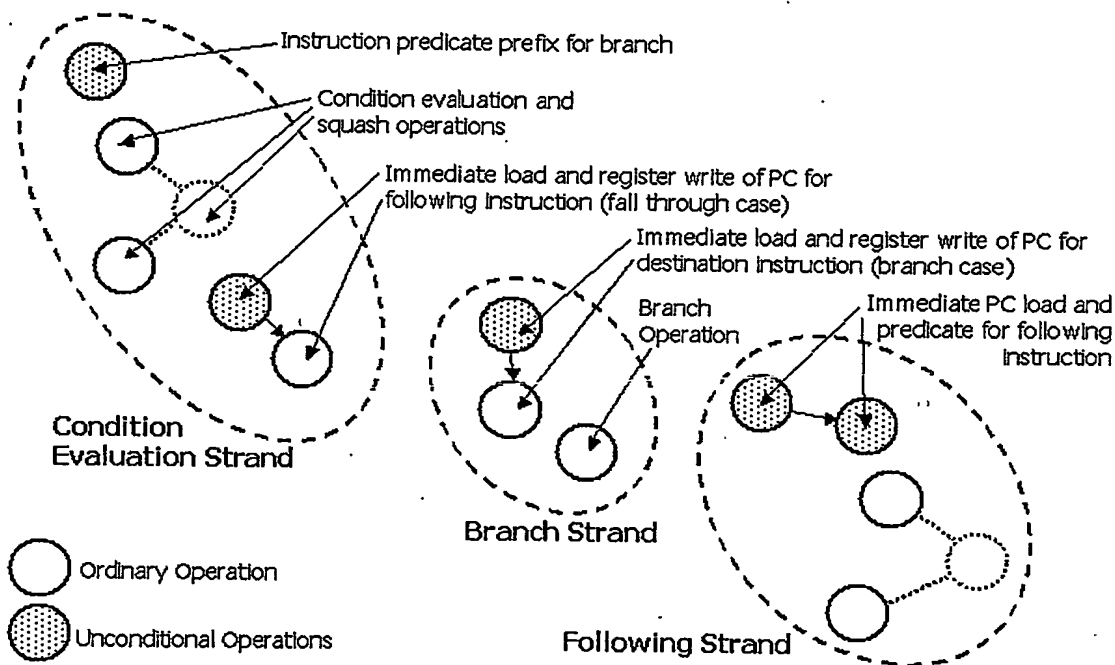 Instruction predicate prefix for branch
Condition evaluation and
squash operations
Immediate load and register write of PC for
following instruction (fall through case)
Immediate load and register write of PC for
destination instruction (branch case)
Branch
Operation
Immediate PC load and
predicate for following
instruction
Condition
Evaluation Strand
Branch Strand
Following Strand
Ordinary Operation
Unconditional Operations